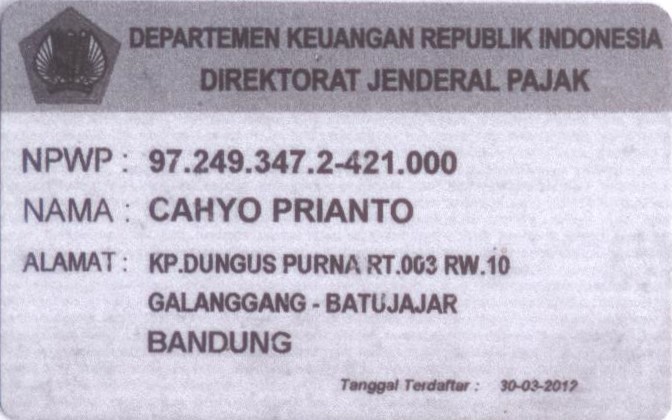 DEPARTEMEN KEUANGAN REPUBLIK INDONESIA
DIREKTORAT JENDERAL PAJAK
NPWP : 97.249.347.2-421.000
NAMA : CAHYO PRIANTO
ALAMAT : KP.DUNGUS PURNA RT.003 RW.10
GALANGGANG - BATUJAJAR
BANDUNG
Tanggal Terdaftar : 30-03-2012